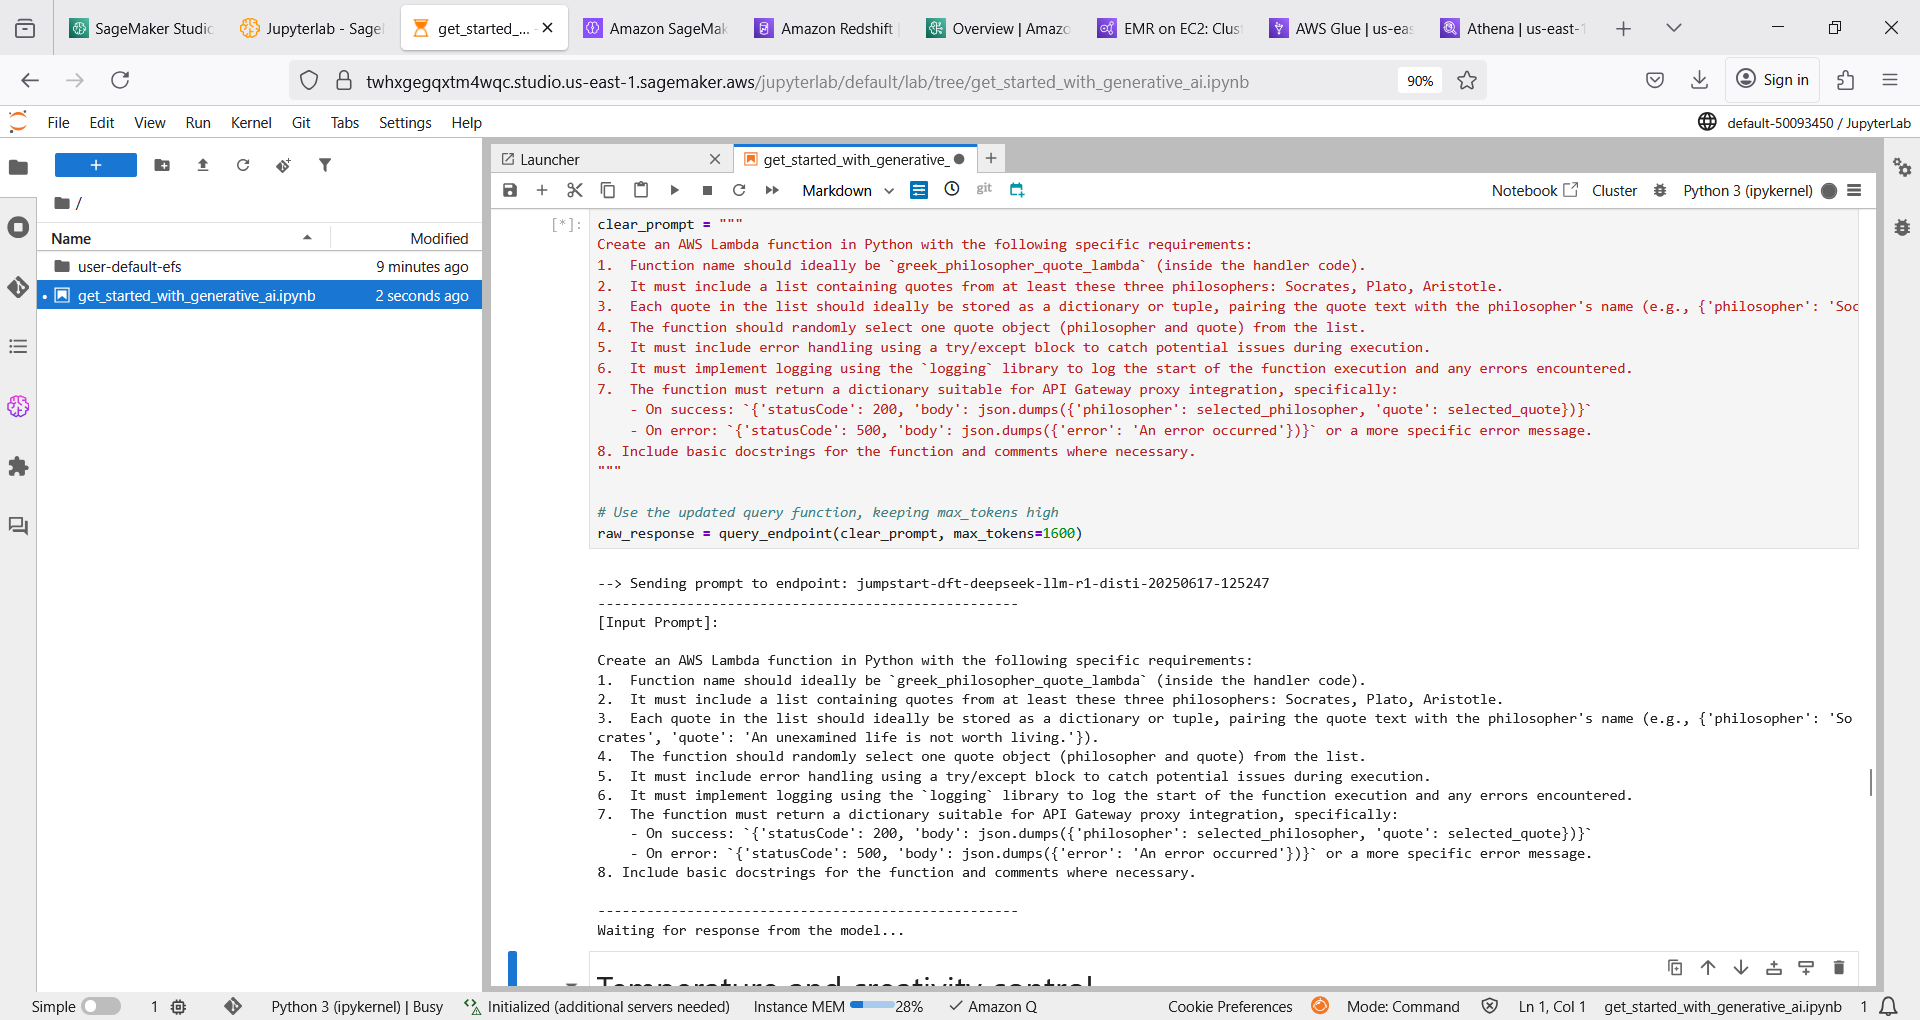 SageMaker Studio
Jupyterlab - Sage
get_started_...
Amazon SageMak
Amazon Redshift
Overview | Amazo
EMR on EC2: Clus
AWS Glue | us-eas
Athena | us-east-1
twhxgegqxtm4wqc.studio.us-east-1.sagemaker.aws/jupyterlab/default/lab/tree/get_started_with_generative_ai.ipynb
90%
Sign in
File Edit View Run Kernel Git Tabs Settings Help
default-50093450 / JupyterLab
/
Name
Modified
user-default-efs
9 minutes ago
get_started_with_generative_ai.ipynb
2 seconds ago
Launcher
get_started_with_generative_
Markdown
git
Notebook
Cluster
Python 3 (ipykernel)
[*]:
clear_prompt = """
Create an AWS Lambda function in Python with the following specific requirements:
1.  Function name should ideally be `greek_philosopher_quote_lambda` (inside the handler code).
2.  It must include a list containing quotes from at least these three philosophers: Socrates, Plato, Aristotle.
3.  Each quote in the list should ideally be stored as a dictionary or tuple, pairing the quote text with the philosopher's name (e.g., {'philosopher': 'Soc
4.  The function should randomly select one quote object (philosopher and quote) from the list.
5.  It must include error handling using a try/except block to catch potential issues during execution.
6.  It must implement logging using the `logging` library to log the start of the function execution and any errors encountered.
7.  The function must return a dictionary suitable for API Gateway proxy integration, specifically:
    - On success: `{'statusCode': 200, 'body': json.dumps({'philosopher': selected_philosopher, 'quote': selected_quote})}`
    - On error: `{'statusCode': 500, 'body': json.dumps({'error': 'An error occurred'})}` or a more specific error message.
8. Include basic docstrings for the function and comments where necessary.
"""
# Use the updated query function, keeping max_tokens high
raw_response = query_endpoint(clear_prompt, max_tokens=1600)
--> Sending prompt to endpoint: jumpstart-dft-deepseek-llm-r1-disti-20250617-125247
----------------------------------------------------
[Input Prompt]:
Create an AWS Lambda function in Python with the following specific requirements:
1.  Function name should ideally be `greek_philosopher_quote_lambda` (inside the handler code).
2.  It must include a list containing quotes from at least these three philosophers: Socrates, Plato, Aristotle.
3.  Each quote in the list should ideally be stored as a dictionary or tuple, pairing the quote text with the philosopher's name (e.g., {'philosopher': 'So
crates', 'quote': 'An unexamined life is not worth living.'}).
4.  The function should randomly select one quote object (philosopher and quote) from the list.
5.  It must include error handling using a try/except block to catch potential issues during execution.
6.  It must implement logging using the `logging` library to log the start of the function execution and any errors encountered.
7.  The function must return a dictionary suitable for API Gateway proxy integration, specifically:
    - On success: `{'statusCode': 200, 'body': json.dumps({'philosopher': selected_philosopher, 'quote': selected_quote})}`
    - On error: `{'statusCode': 500, 'body': json.dumps({'error': 'An error occurred'})}` or a more specific error message.
8. Include basic docstrings for the function and comments where necessary.
----------------------------------------------------
Waiting for response from the model...
Temperature and creativity control
Simple
1
Python 3 (ipykernel) | Busy
Initialized (additional servers needed)
Instance MEM
28%
Amazon Q
Cookie Preferences
Mode: Command
Ln 1, Col 1
get_started_with_generative_ai.ipynb
1